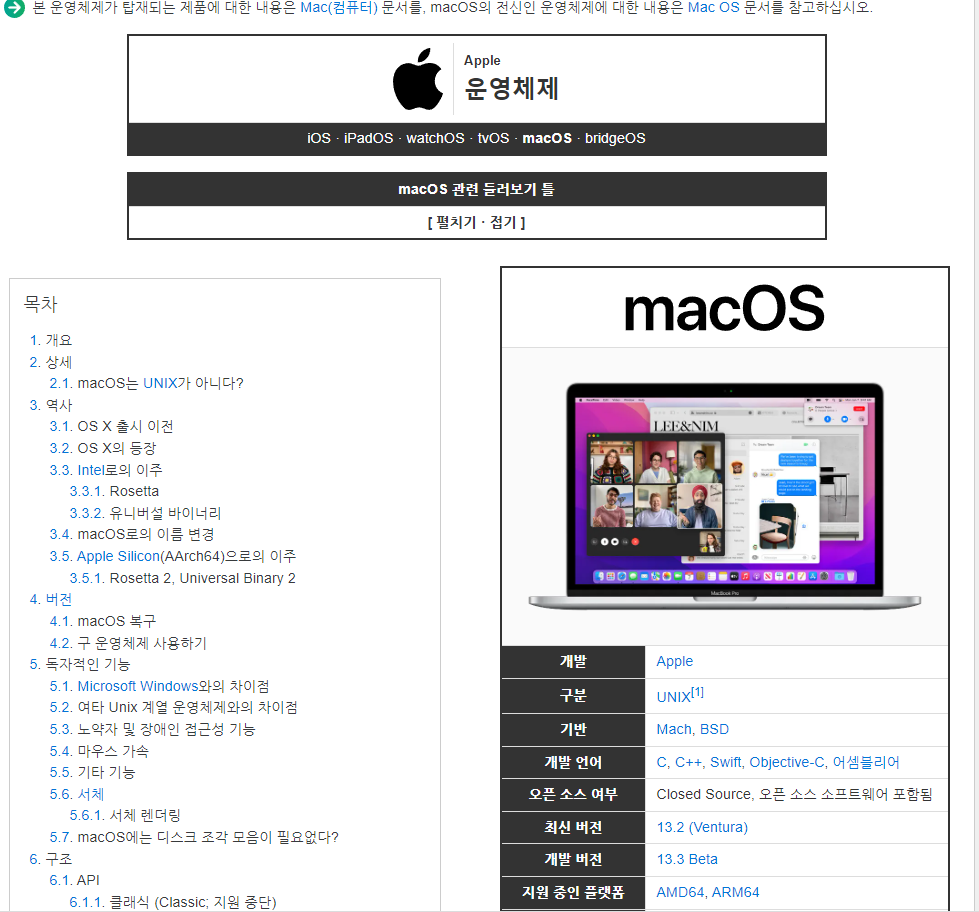 본 운영체제가 탑재되는 제품에 대한 내용은 Mac(컴퓨터) 문서를, macOS의 전신인 운영체제에 대한 내용은 Mac OS 문서를 참고하십시오.
Apple
운영체제
iOS · iPadOS · watchOS · tvOS · macOS · bridgeOS
macOS 관련 둘러보기 틀
[ 펼치기 · 접기 ]
목차
1. 개요
2. 상세
2.1. macOS는 UNIX가 아니다?
3. 역사
3.1. OS X 출시 이전
3.2. OS X의 등장
3.3. Intel로의 이주
3.3.1. Rosetta
3.3.2. 유니버설 바이너리
3.4. macOS로의 이름 변경
3.5. Apple Silicon(AArch64)으로의 이주
3.5.1. Rosetta 2, Universal Binary 2
4. 버전
4.1. macOS 복구
4.2. 구 운영체제 사용하기
5. 독자적인 기능
5.1. Microsoft Windows와의 차이점
5.2. 여타 Unix 계열 운영체제와의 차이점
5.3. 노약자 및 장애인 접근성 기능
5.4. 마우스 가속
5.5. 기타 기능
5.6. 서체
5.6.1. 서체 렌더링
5.7. macOS에는 디스크 조각 모음이 필요없다?
6. 구조
6.1. API
6.1.1. 클래식 (Classic; 지원 중단)
macOS
LEE&NIM
MacBook Pro
개발 Apple
구분 UNIX[1]
기반 Mach, BSD
개발 언어 C, C++, Swift, Objective-C, 어셈블리어
오픈 소스 여부 Closed Source, 오픈 소스 소프트웨어 포함됨
최신 버전 13.2 (Ventura)
개발 버전 13.3 Beta
지원 중인 플랫폼 AMD64, ARM64